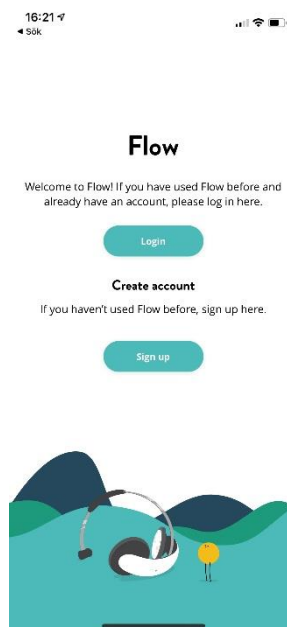 16:21
◀ Sök
Flow
Welcome to Flow! If you have used Flow before and
already have an account, please log in here.
Login
Create account
If you haven't used Flow before, sign up here.
Sign up